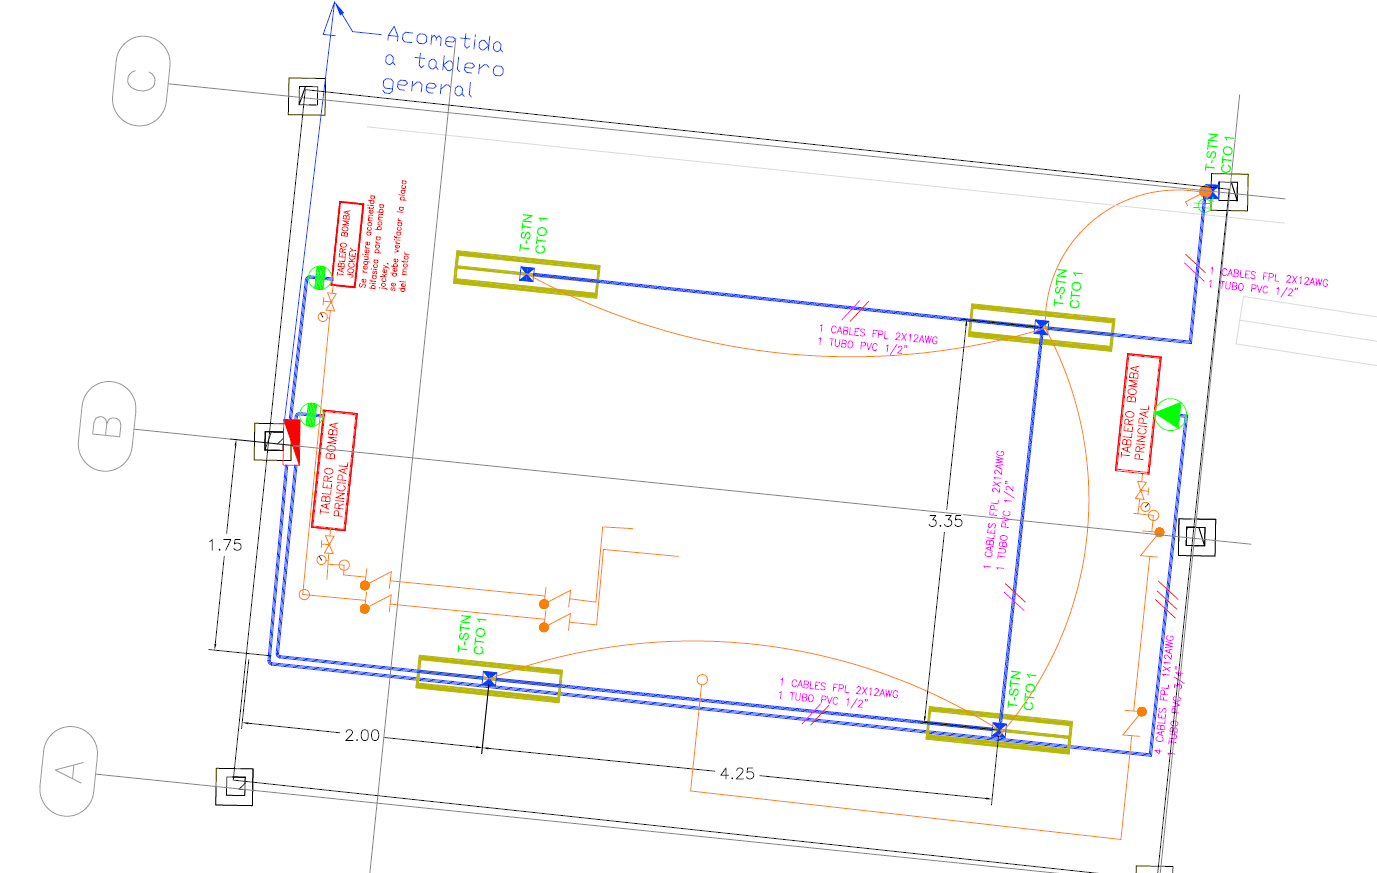 Acometida
a tablero
general
C
T-STN
CTO 1
TABLERO BOMBA
JOCKEY
Se requiere acometida
bifasica para bomba
jockey,
se debe verifacar la placa
del motor
T-STN
CTO 1
T-STN
CTO 1
1 CABLES FPL 2X12AWG
1 TUBO PVC 1/2"
1 CABLES FPL 2X12AWG
1 TUBO PVC 1/2"
B
TABLERO BOMBA
PRINCIPAL
TABLERO BOMBA
PRINCIPAL
1.75
3.35
1 CABLES FPL 2X12AWG
1 TUBO PVC 1/2"
T-STN
CTO 1
T-STN
CTO 1
1 CABLES FPL 2X12AWG
1 TUBO PVC 1/2"
4 CABLES FPL 1X12AWG
1 TUBO PVC 3/4"
2.00
4.25
A